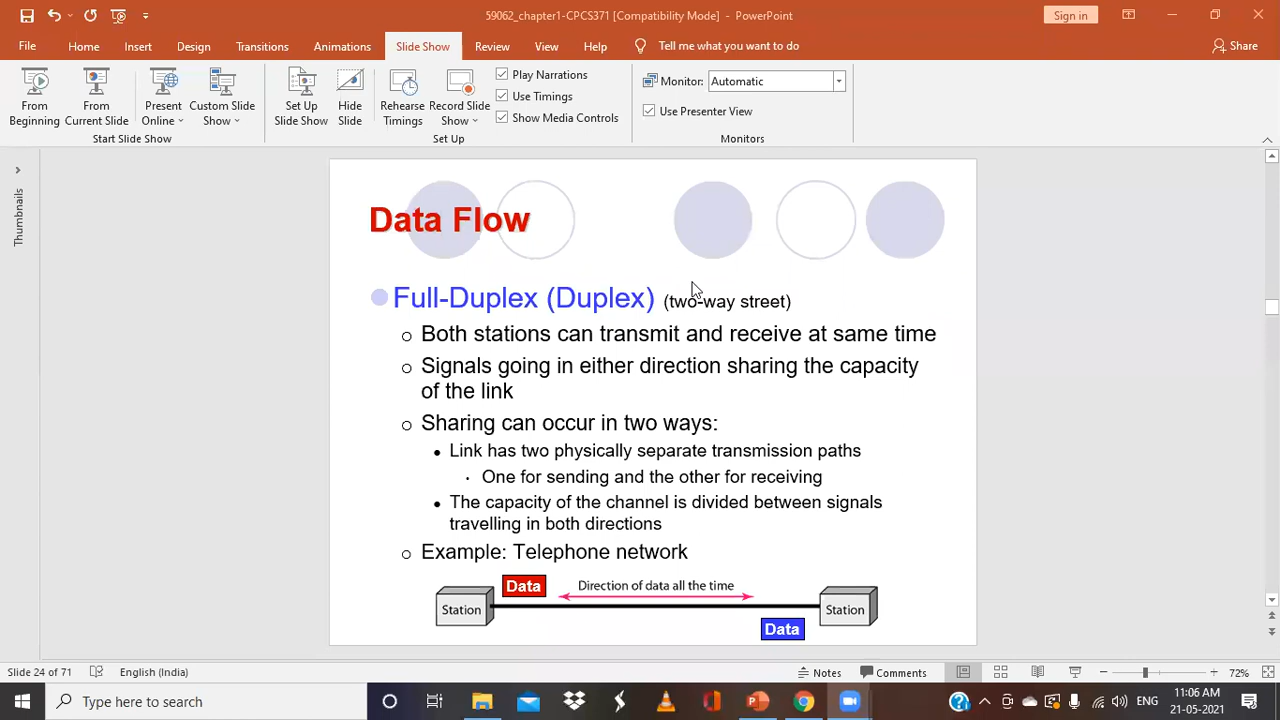 59062_chapter1-CPCS371 [Compatibility Mode] - PowerPoint
Sign in
File Home Insert Design Transitions Animations Slide Show Review View Help Tell me what you want to do Share
From Beginning
From Current Slide
Present Online
Custom Slide Show
Set Up Slide Show
Hide Slide
Rehearse Timings
Record Slide Show
Play Narrations
Use Timings
Show Media Controls
Monitor: Automatic
Use Presenter View
Start Slide Show
Set Up
Monitors
Thumbnails
Data Flow
Full-Duplex (Duplex) (two-way street)
Both stations can transmit and receive at same time
Signals going in either direction sharing the capacity
of the link
Sharing can occur in two ways:
Link has two physically separate transmission paths
One for sending and the other for receiving
The capacity of the channel is divided between signals
travelling in both directions
Example: Telephone network
Data
Direction of data all the time
Station
Station
Data
Slide 24 of 71
English (India)
Notes
Comments
72%
Type here to search
ENG
11:06 AM
21-05-2021